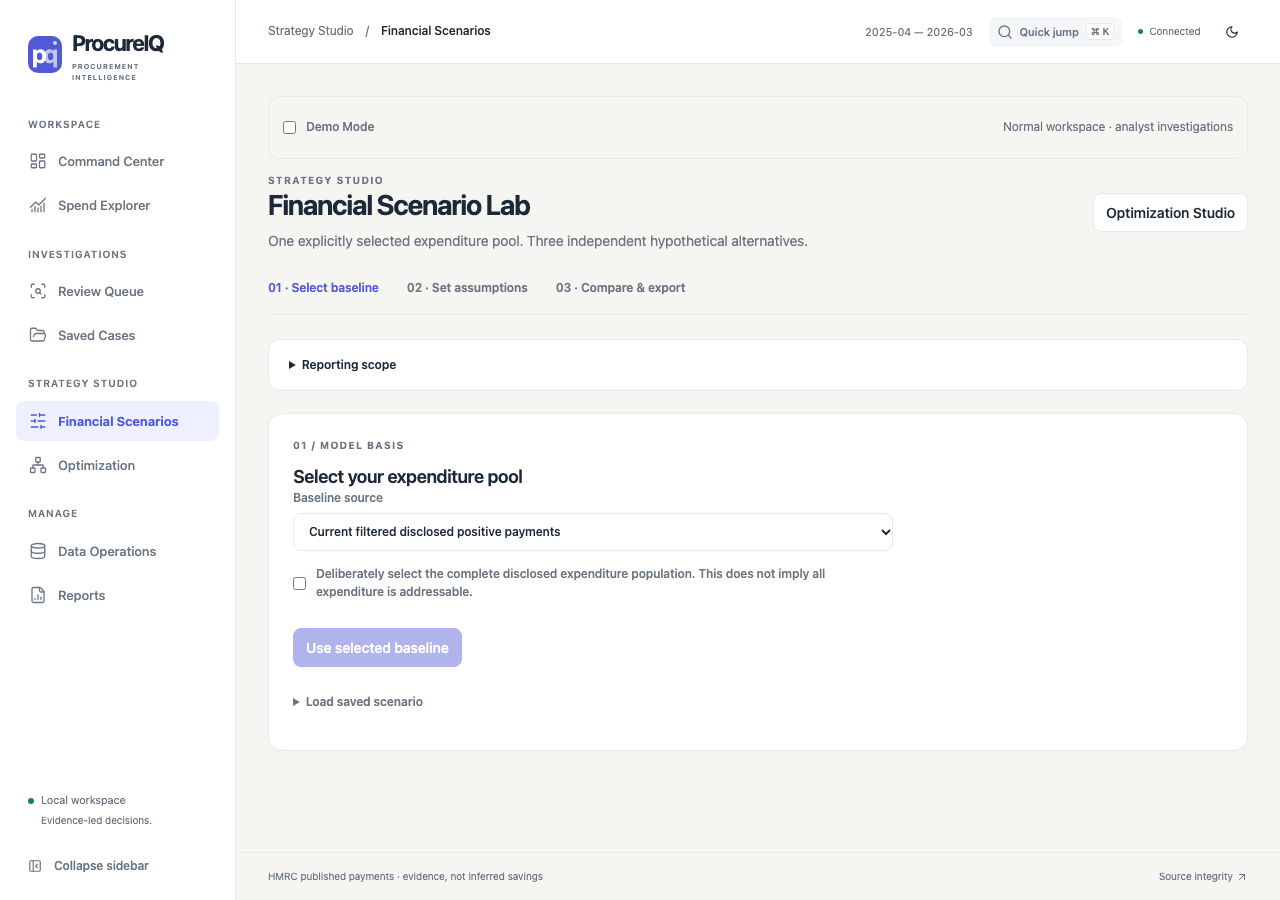 pq
ProcureIQ
PROCUREMENT
INTELLIGENCE
WORKSPACE
Command Center
Spend Explorer
INVESTIGATIONS
Review Queue
Saved Cases
STRATEGY STUDIO
Financial Scenarios
Optimization
MANAGE
Data Operations
Reports
Local workspace
Evidence-led decisions.
Collapse sidebar
Strategy Studio / Financial Scenarios
2025-04 — 2026-03
Quick jump ⌘ K
Connected
Demo Mode
Normal workspace · analyst investigations
STRATEGY STUDIO
Financial Scenario Lab
One explicitly selected expenditure pool. Three independent hypothetical alternatives.
Optimization Studio
01 · Select baseline
02 · Set assumptions
03 · Compare & export
Reporting scope
01 / MODEL BASIS
Select your expenditure pool
Baseline source
Current filtered disclosed positive payments
Deliberately select the complete disclosed expenditure population. This does not imply all
expenditure is addressable.
Use selected baseline
Load saved scenario
HMRC published payments · evidence, not inferred savings
Source integrity